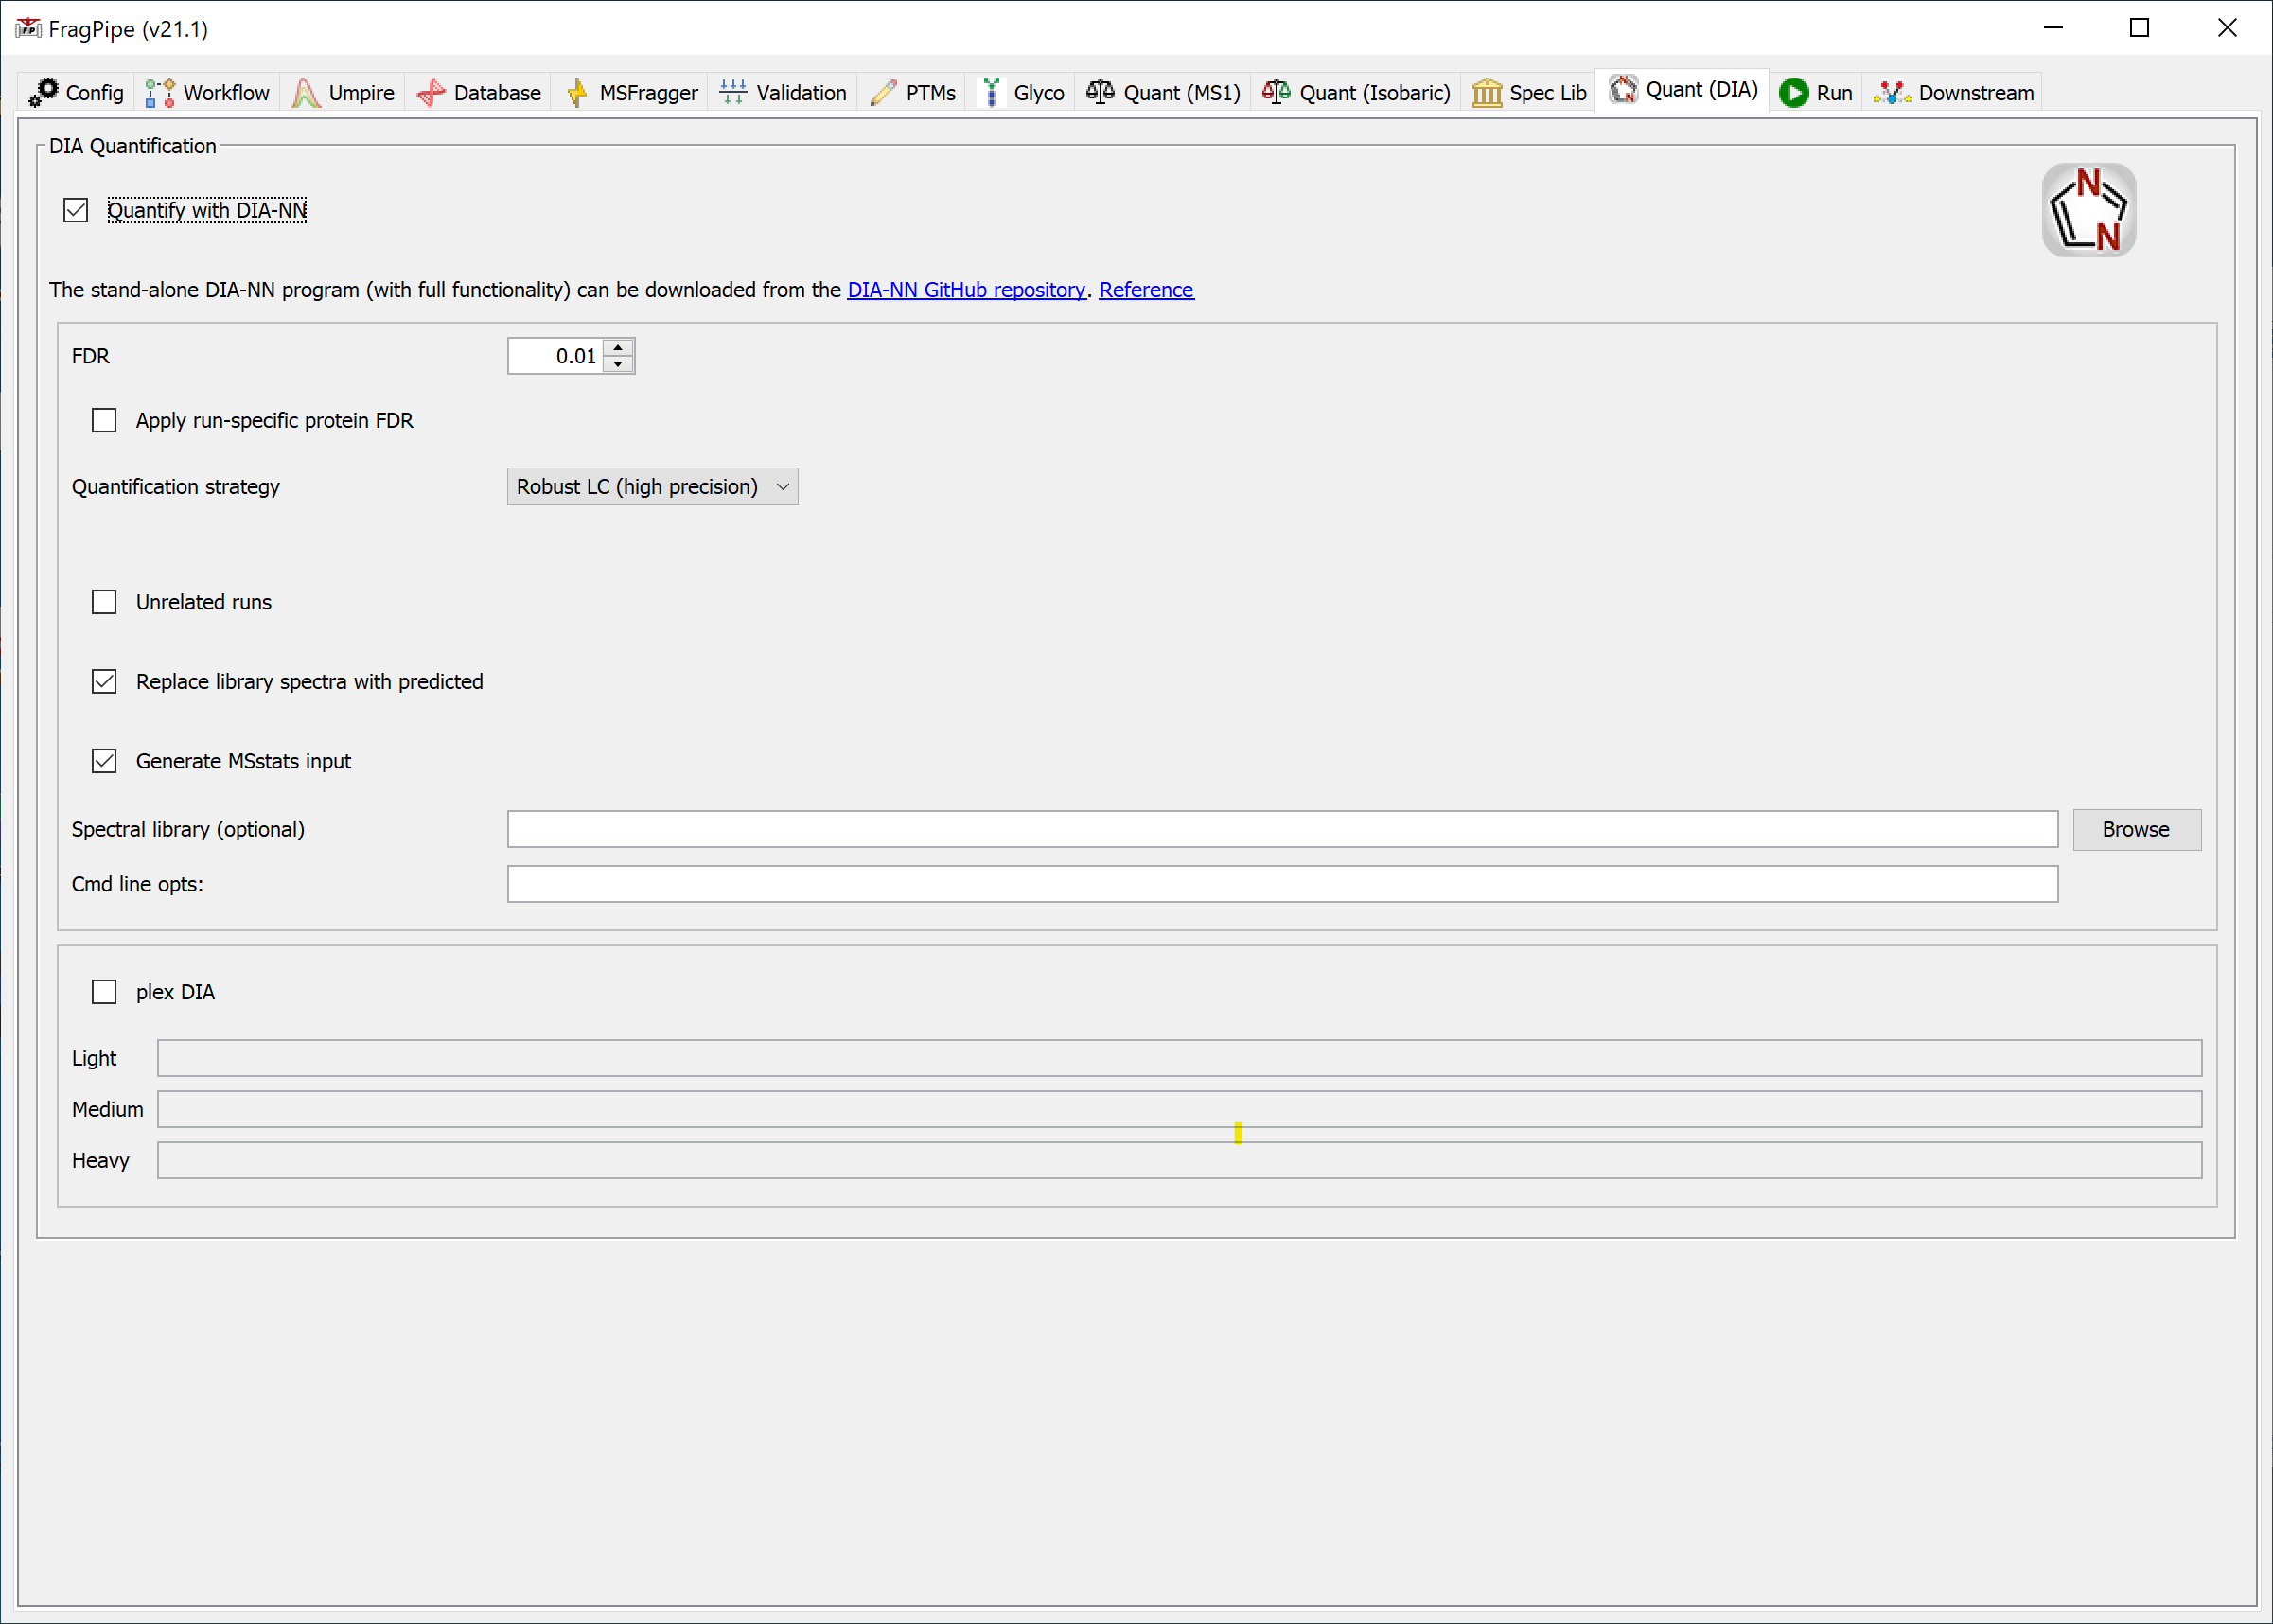 FragPipe (v21.1)
Config Workflow Umpire Database MSFragger Validation PTMs Glyco Quant (MS1) Quant (Isobaric) Spec Lib Quant (DIA) Run Downstream
DIA Quantification
Quantify with DIA-NN
N
N
The stand-alone DIA-NN program (with full functionality) can be downloaded from the DIA-NN GitHub repository. Reference
FDR 0.01
Apply run-specific protein FDR
Quantification strategy Robust LC (high precision)
Unrelated runs
Replace library spectra with predicted
Generate MSstats input
Spectral library (optional) Browse
Cmd line opts:
plex DIA
Light
Medium
Heavy